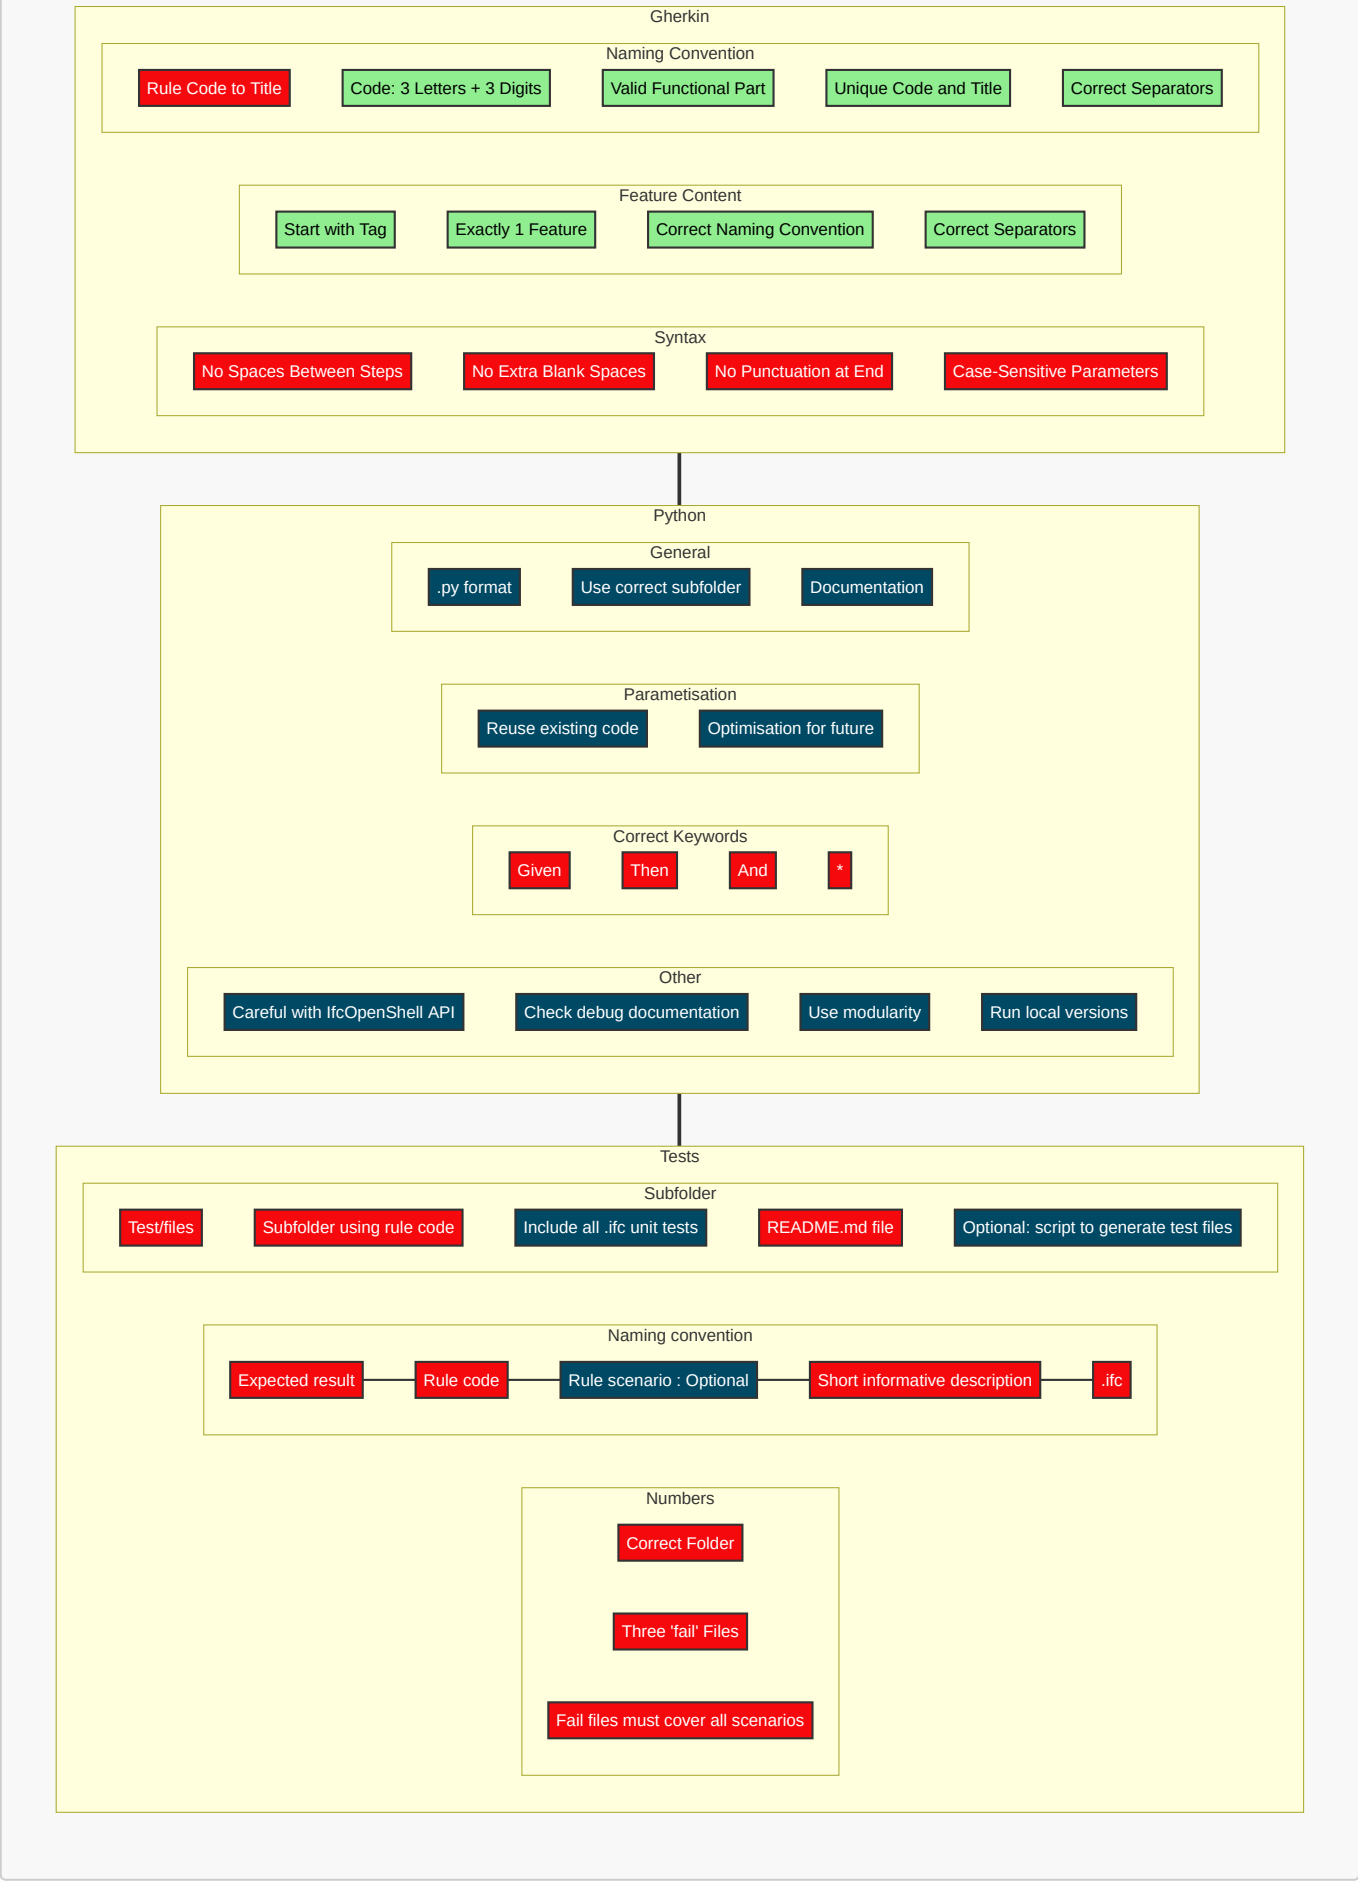 Gherkin
Naming Convention
Rule Code to Title
Code: 3 Letters + 3 Digits
Valid Functional Part
Unique Code and Title
Correct Separators
Feature Content
Start with Tag
Exactly 1 Feature
Correct Naming Convention
Correct Separators
Syntax
No Spaces Between Steps
No Extra Blank Spaces
No Punctuation at End
Case-Sensitive Parameters
Python
General
.py format
Use correct subfolder
Documentation
Parametisation
Reuse existing code
Optimisation for future
Correct Keywords
Given
Then
And
*
Other
Careful with IfcOpenShell API
Check debug documentation
Use modularity
Run local versions
Tests
Subfolder
Test/files
Subfolder using rule code
Include all .ifc unit tests
README.md file
Optional: script to generate test files
Naming convention
Expected result
Rule code
Rule scenario : Optional
Short informative description
.ifc
Numbers
Correct Folder
Three 'fail' Files
Fail files must cover all scenarios